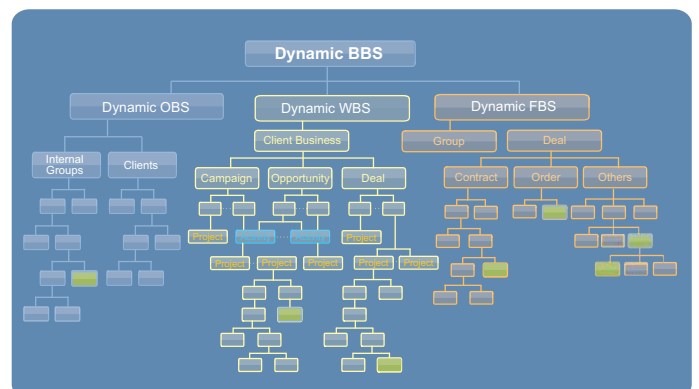 Dynamic BBS
Dynamic OBS
Dynamic WBS
Dynamic FBS
Client Business
Group
Deal
Internal
Groups
Clients
Campaign
Opportunity
Deal
Contract
Order
Others
Project
Project
Project
Project
Project
Project
Project